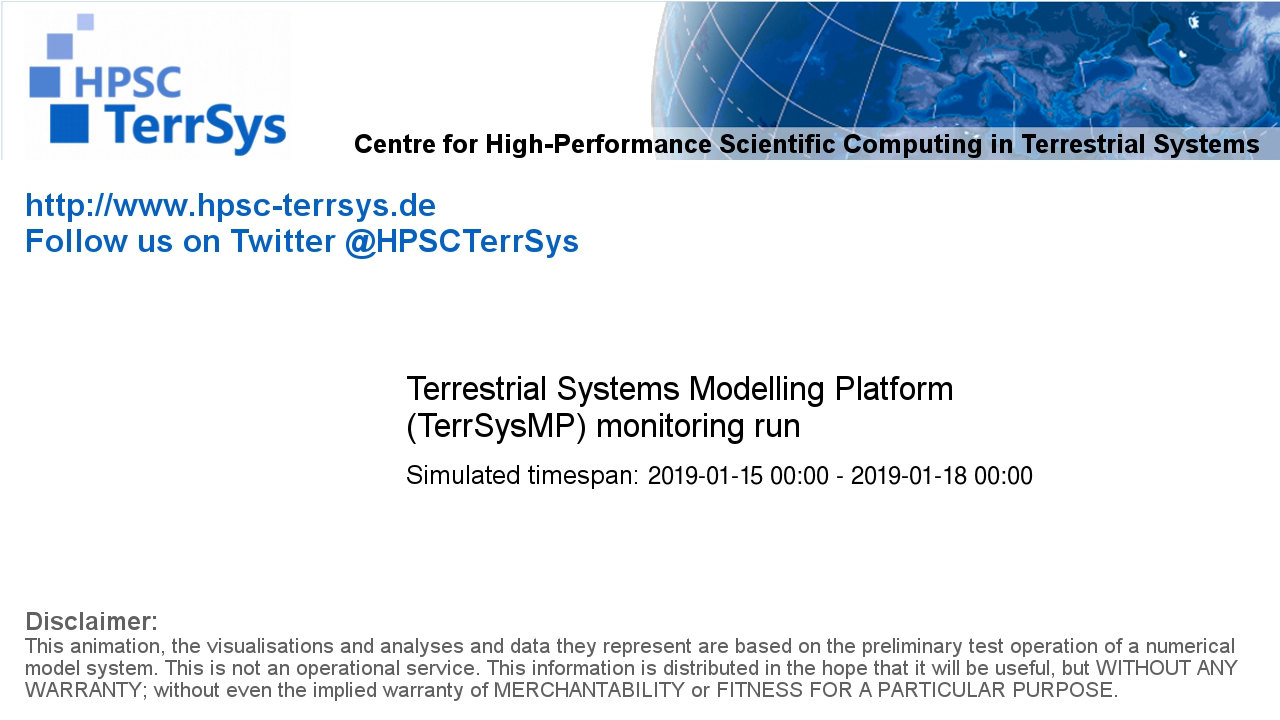 HPSC
TerrSys
Centre for High-Performance Scientific Computing in Terrestrial Systems
http://www.hpsc-terrsys.de
Follow us on Twitter @HPSCTerrSys
Terrestrial Systems Modelling Platform
(TerrSysMP) monitoring run
Simulated timespan: 2019-01-15 00:00 - 2019-01-18 00:00
Disclaimer:
This animation, the visualisations and analyses and data they represent are based on the preliminary test operation of a numerical
model system. This is not an operational service. This information is distributed in the hope that it will be useful, but WITHOUT ANY
WARRANTY; without even the implied warranty of MERCHANTABILITY or FITNESS FOR A PARTICULAR PURPOSE.